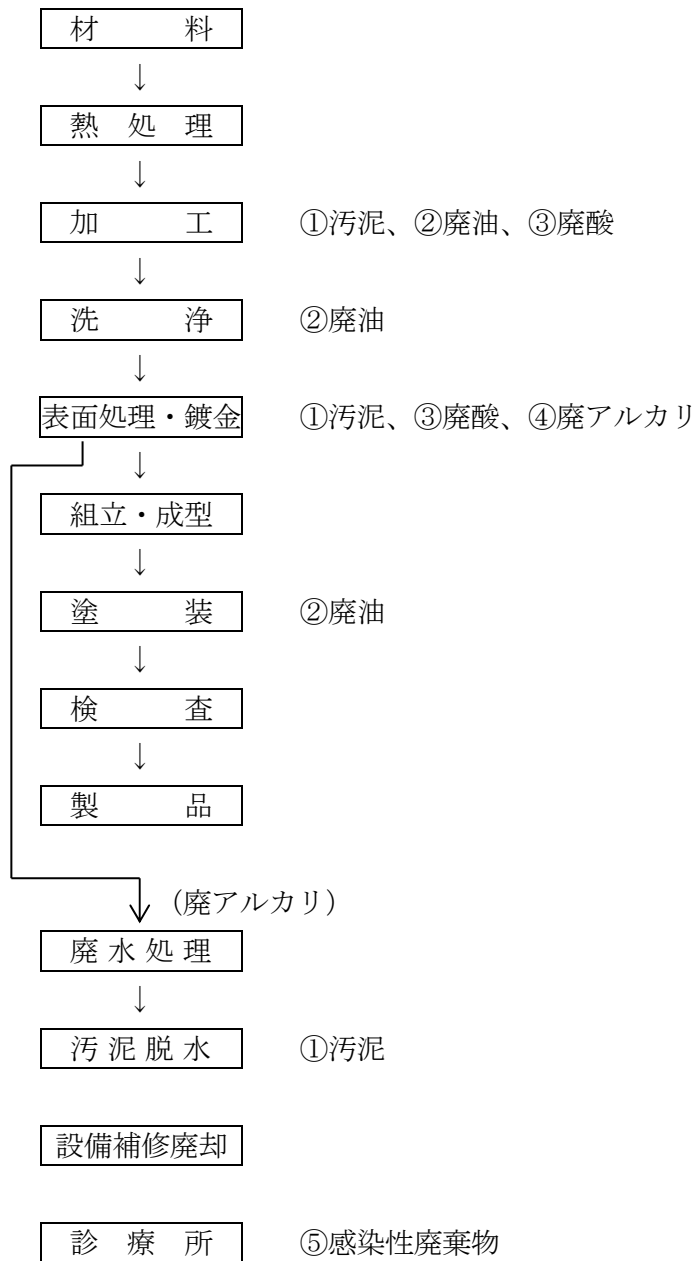 材 料
↓
熱 処 理
↓
加 工 ①汚泥、②廃油、③廃酸
↓
洗 浄 ②廃油
↓
表面処理・鍍金 ①汚泥、③廃酸、④廃アルカリ
↓
組立・成型
↓
塗 装 ②廃油
↓
検 査
↓
製 品
(廃アルカリ)
廃 水 処 理
↓
汚 泥 脱 水 ①汚泥
設備補修廃却
診 療 所 ⑤感染性廃棄物